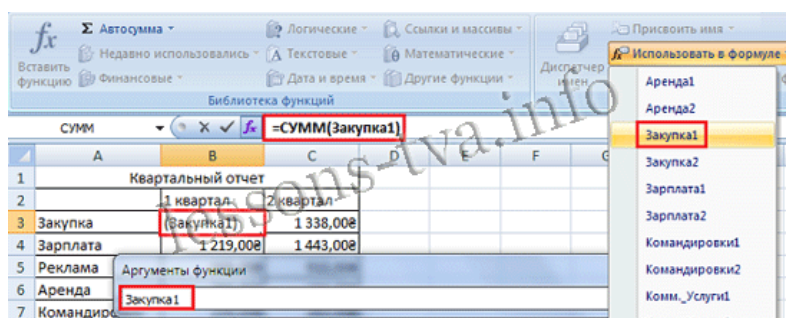 Σ Автосумма
Логические
Ссылки и массивы
Присвоить имя
fx
Недавно использовались
Текстовые
Математические
Использовать в формуле
Вставить функцию
Финансовые
Дата и время
Другие функции
Диспетчер имен
Библиотека функций
СУММ
fx
=СУММ(Закупка1)
A B C D E F G
1 Квартальный отчет
2 1 квартал 2 квартал
3 Закупка (Закупка1) 1 338,00₴
4 Зарплата 1 219,00₴ 1 443,00₴
5 Реклама
6 Аренда
7 Командиро
Аргументы функции
Закупка1
Аренда1
Аренда2
Закупка1
Закупка2
Зарплата1
Зарплата2
Командировки1
Командировки2
Комм._Услуги1
lessons-tva.info